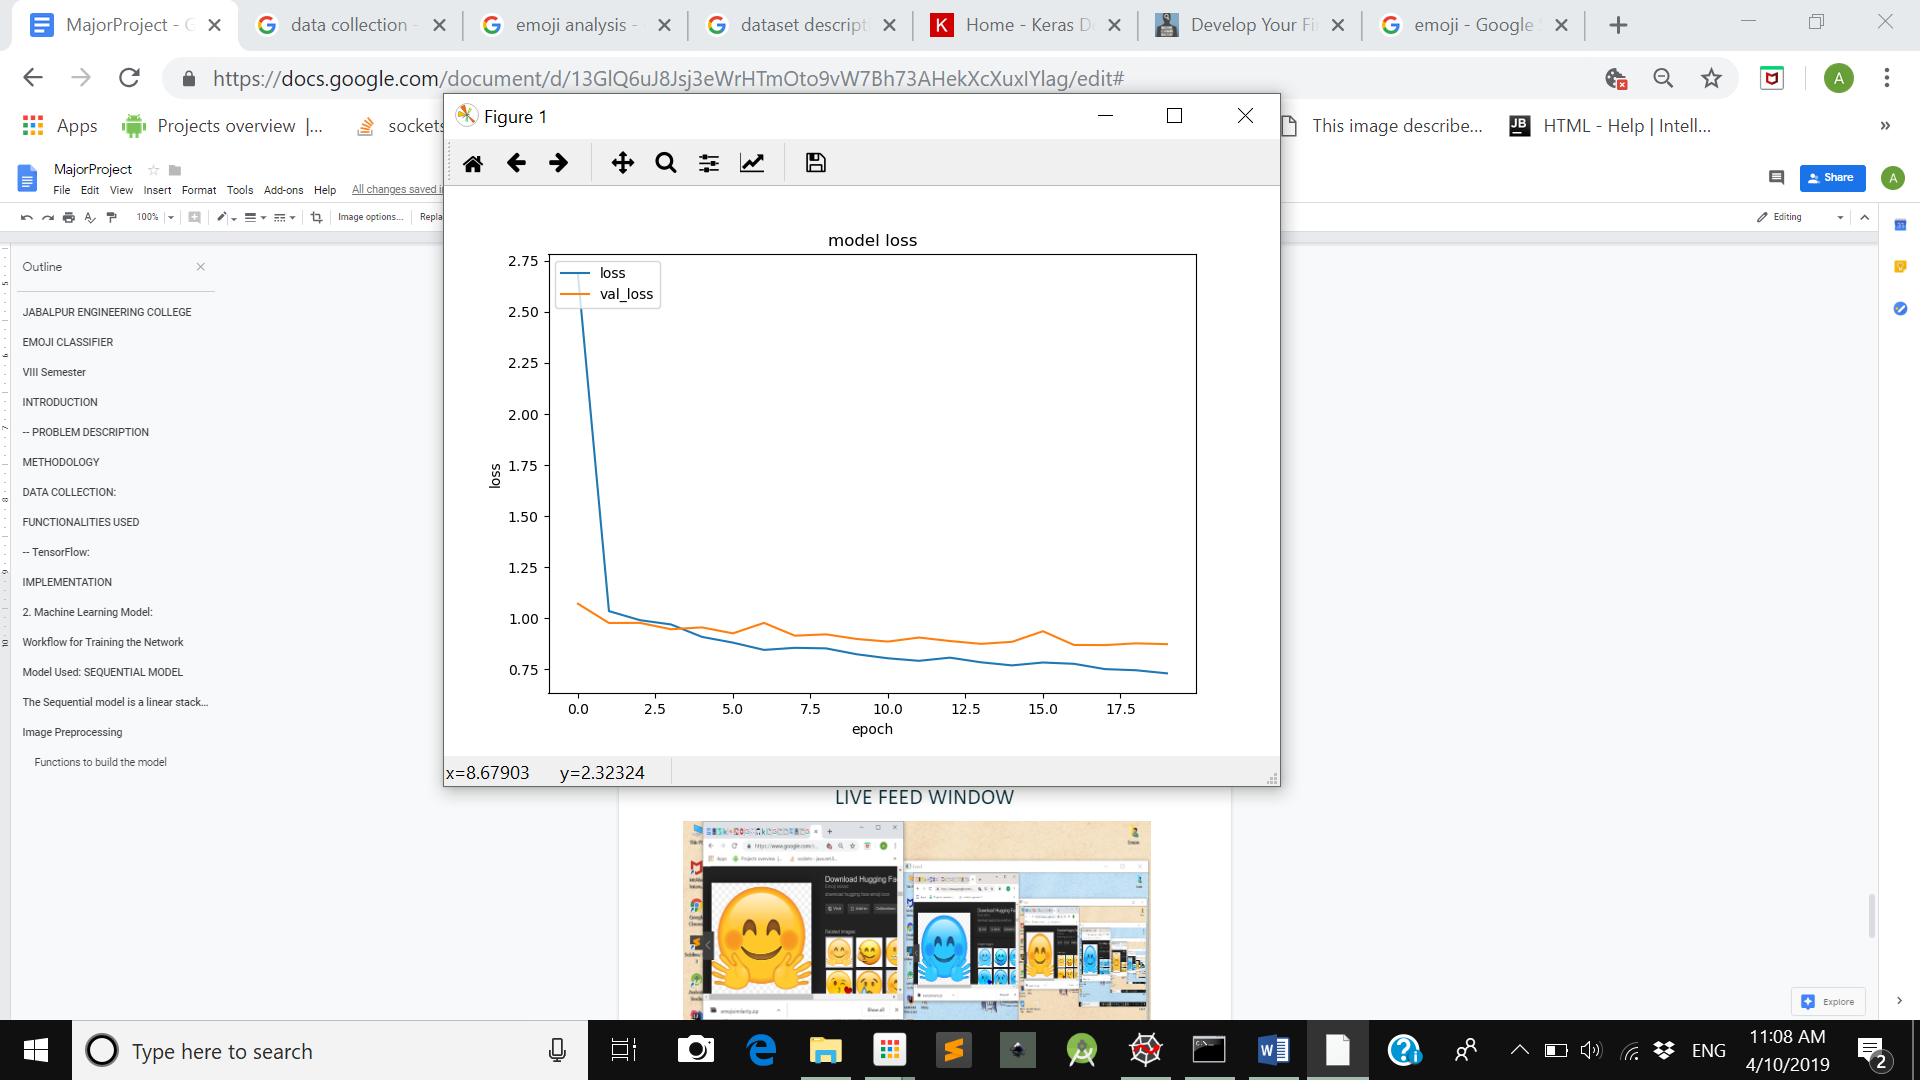 MajorProject - G
data collection -
emoji analysis -
dataset descript
K
Home - Keras Do
Develop Your Fi
emoji - Google S
https://docs.google.com/document/d/13GlQ6uJ8Jsj3eWrHTmOto9vW7Bh73AHekXcXuxIYlag/edit#
A
Apps
Projects overview |...
sockets
This image describe...
JB
HTML - Help | Intell...
»
Figure 1
MajorProject
File Edit View Insert Format Tools Add-ons Help All changes saved i
Share
A
100%
Image options...
Repla
Editing
Outline
JABALPUR ENGINEERING COLLEGE
EMOJI CLASSIFIER
VIII Semester
INTRODUCTION
-- PROBLEM DESCRIPTION
METHODOLOGY
DATA COLLECTION:
FUNCTIONALITIES USED
-- TensorFlow:
IMPLEMENTATION
2. Machine Learning Model:
Workflow for Training the Network
Model Used: SEQUENTIAL MODEL
The Sequential model is a linear stack...
Image Preprocessing
Functions to build the model
model loss
loss
val_loss
2.75
2.50
2.25
2.00
1.75
1.50
1.25
1.00
0.75
loss
0.0 2.5 5.0 7.5 10.0 12.5 15.0 17.5
epoch
x=8.67903 y=2.32324
LIVE FEED WINDOW
Download Hugging Fa
Explore
Type here to search
ENG
11:08 AM
4/10/2019
2